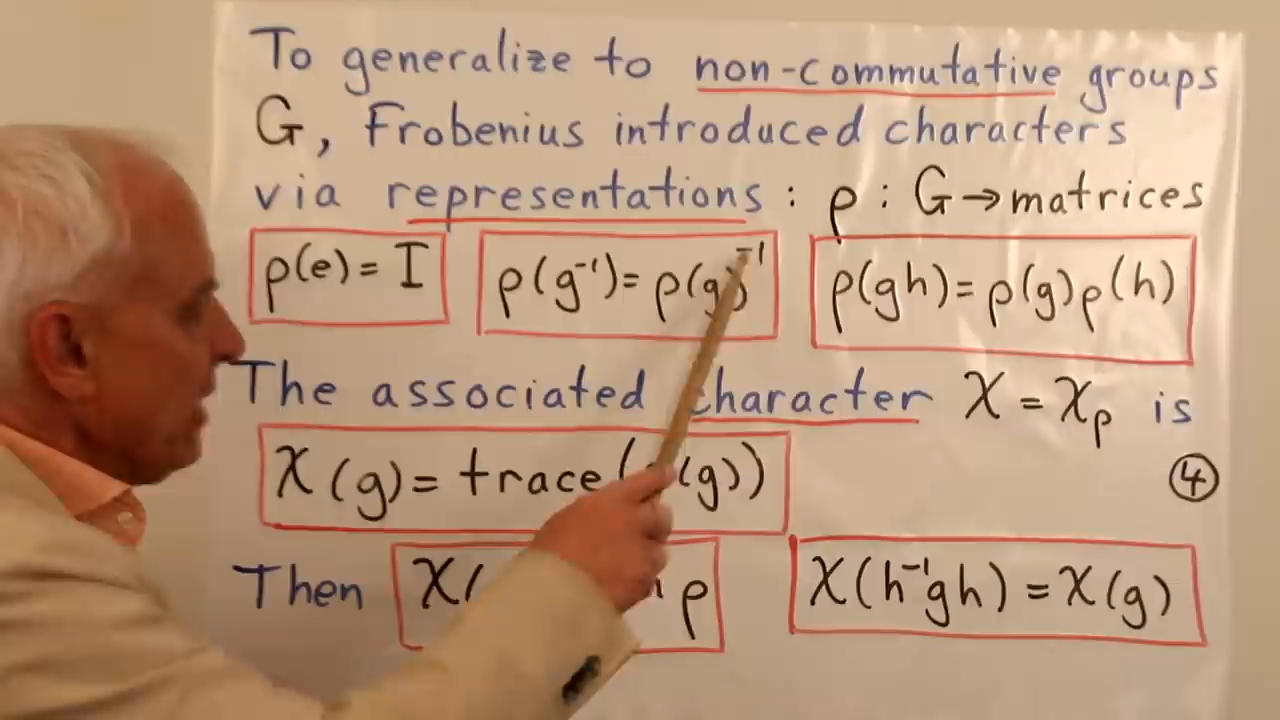 To generalize to non-commutative groups
G, Frobenius introduced characters
via representations : ρ : G → matrices
ρ(e) = I ρ(g⁻¹) = ρ(g)⁻¹ ρ(gh) = ρ(g)ρ(h)
The associated character χ = χρ is
χ(g) = trace( (g)) ④
Then χ( ρ χ(h⁻¹gh) = χ(g)